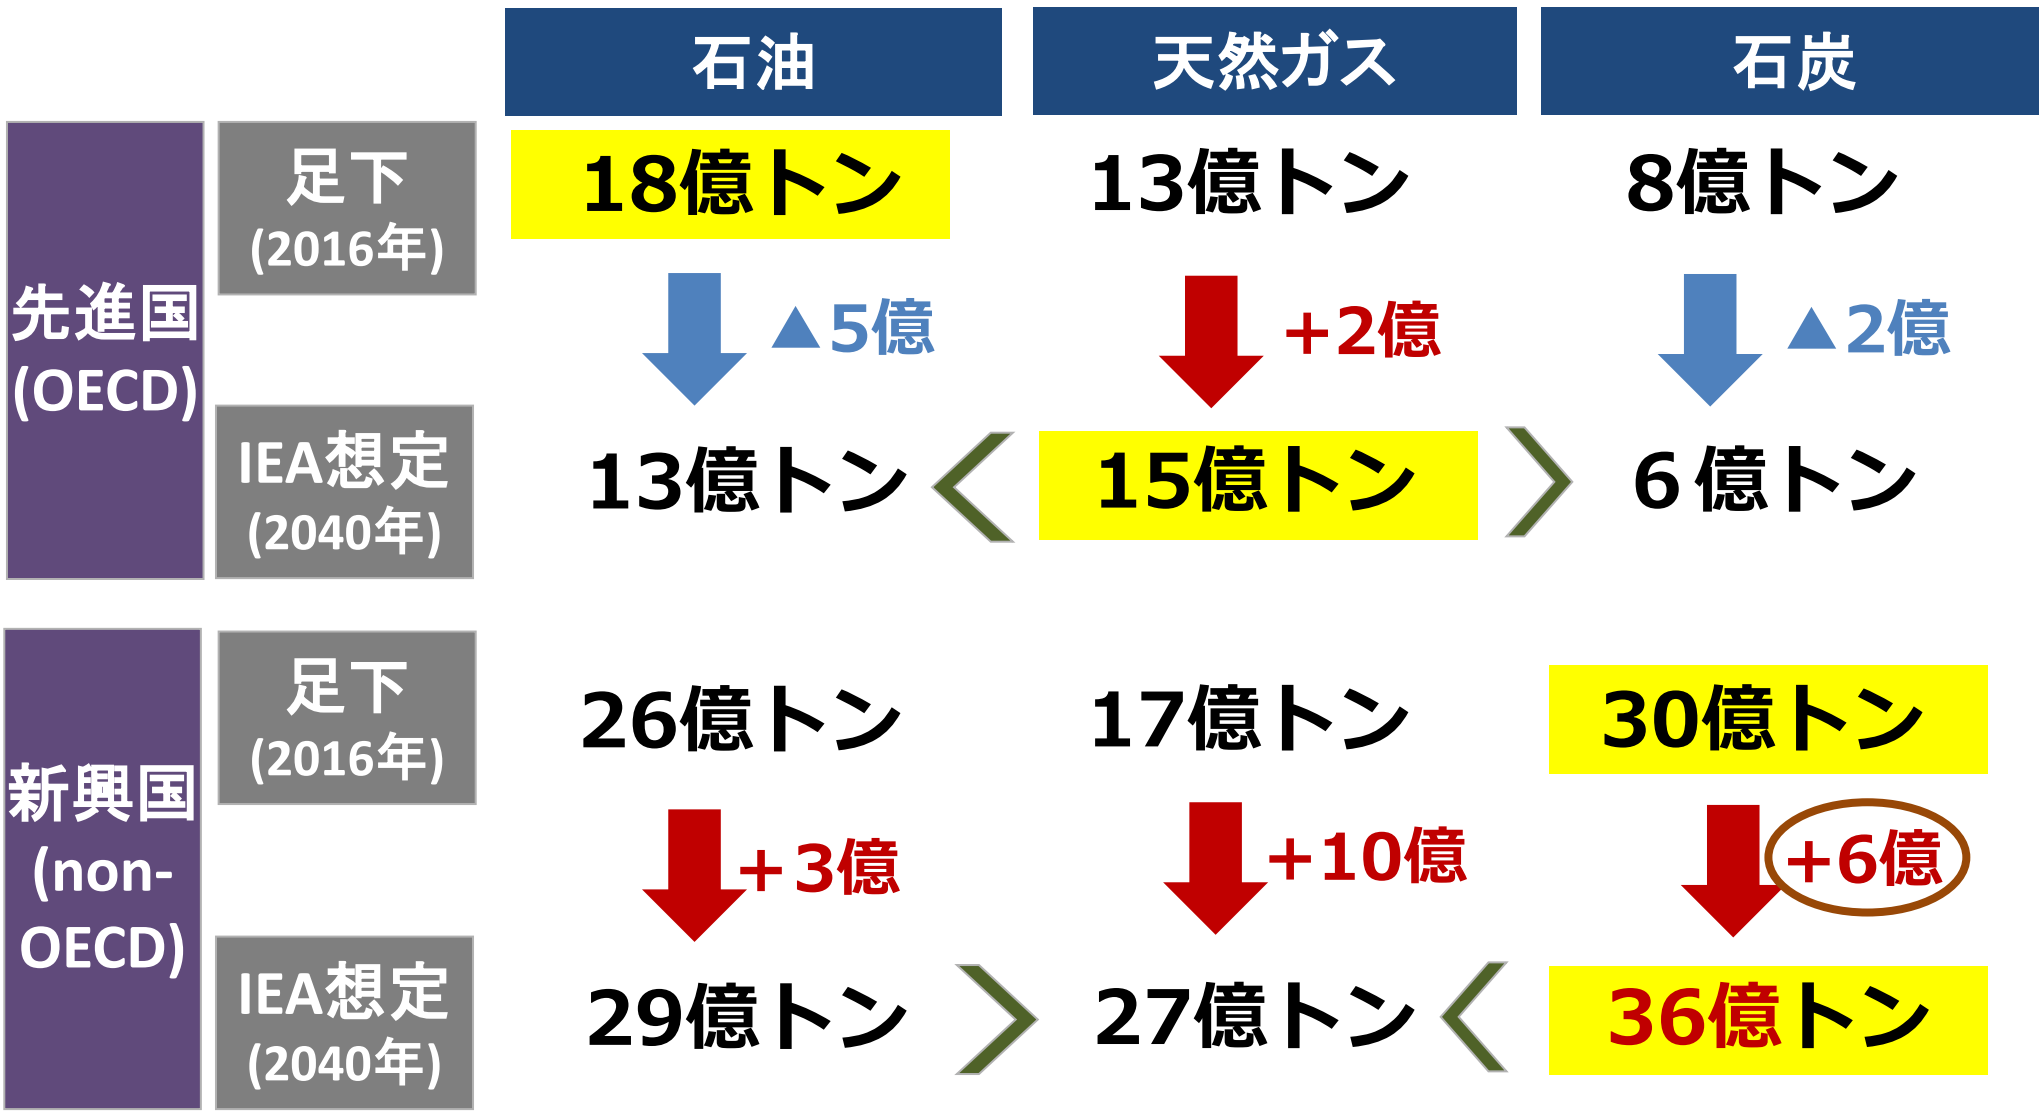 石油
天然ガス
石炭
先進国
(OECD)
足下
(2016年)
18億トン
13億トン
8億トン
▲5億
+2億
▲2億
IEA想定
(2040年)
13億トン
15億トン
6億トン
新興国
(non-
OECD)
足下
(2016年)
26億トン
17億トン
30億トン
+3億
+10億
+6億
IEA想定
(2040年)
29億トン
27億トン
36億トン